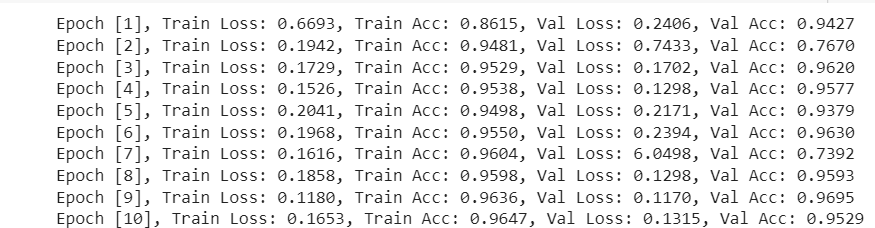 Epoch [1], Train Loss: 0.6693, Train Acc: 0.8615, Val Loss: 0.2406, Val Acc: 0.9427
Epoch [2], Train Loss: 0.1942, Train Acc: 0.9481, Val Loss: 0.7433, Val Acc: 0.7670
Epoch [3], Train Loss: 0.1729, Train Acc: 0.9529, Val Loss: 0.1702, Val Acc: 0.9620
Epoch [4], Train Loss: 0.1526, Train Acc: 0.9538, Val Loss: 0.1298, Val Acc: 0.9577
Epoch [5], Train Loss: 0.2041, Train Acc: 0.9498, Val Loss: 0.2171, Val Acc: 0.9379
Epoch [6], Train Loss: 0.1968, Train Acc: 0.9550, Val Loss: 0.2394, Val Acc: 0.9630
Epoch [7], Train Loss: 0.1616, Train Acc: 0.9604, Val Loss: 6.0498, Val Acc: 0.7392
Epoch [8], Train Loss: 0.1858, Train Acc: 0.9598, Val Loss: 0.1298, Val Acc: 0.9593
Epoch [9], Train Loss: 0.1180, Train Acc: 0.9636, Val Loss: 0.1170, Val Acc: 0.9695
Epoch [10], Train Loss: 0.1653, Train Acc: 0.9647, Val Loss: 0.1315, Val Acc: 0.9529